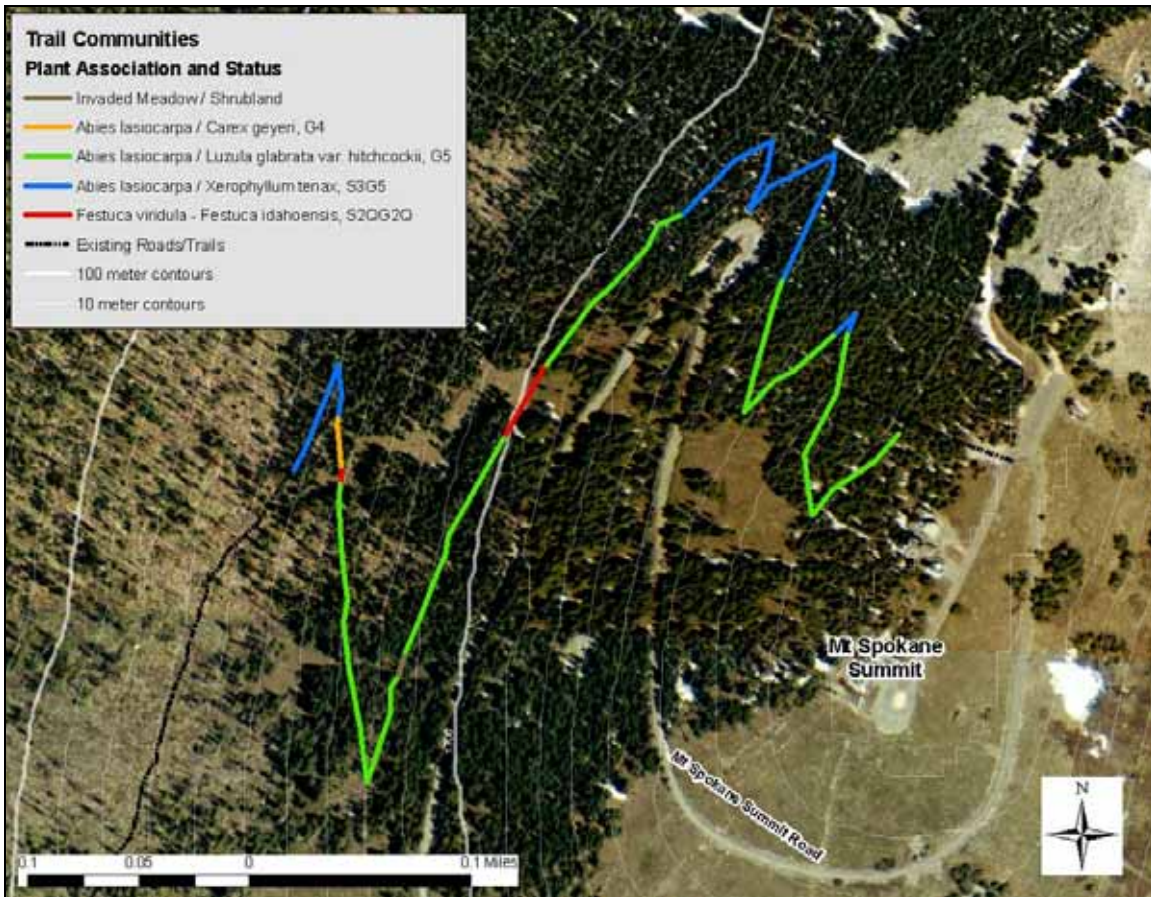 Trail Communities
Plant Association and Status
Invaded Meadow / Shrubland
Abies lasiocarpa / Carex geyeri, G4
Abies lasiocarpa / Luzula glabrata var. hitchcockii, G5
Abies lasiocarpa / Xerophyllum tenax, S3G5
Festuca viridula - Festuca idahoensis, S2QG2Q
Existing Roads/Trails
100 meter contours
10 meter contours
Mt Spokane
Summit
Mt Spokane Summit Road
N
0.1 0.05 0 0.1 Miles